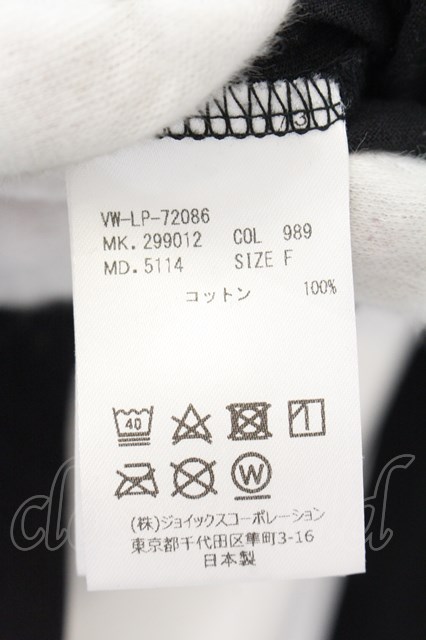 VW-LP-72086
MK. 299012 COL 989
MD. 5114 SIZE F
コットン 100%
40
W
(株)ジョイックスコーポレーション
東京都千代田区隼町3-16
日本製